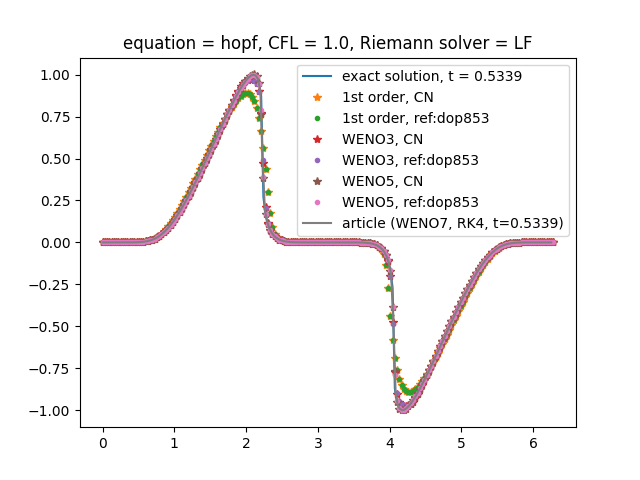 equation = hopf, CFL = 1.0, Riemann solver = LF
exact solution, t = 0.5339
1st order, CN
1st order, ref:dop853
WENO3, CN
WENO3, ref:dop853
WENO5, CN
WENO5, ref:dop853
article (WENO7, RK4, t=0.5339)
1.00
0.75
0.50
0.25
0.00
−0.25
−0.50
−0.75
−1.00
0 1 2 3 4 5 6